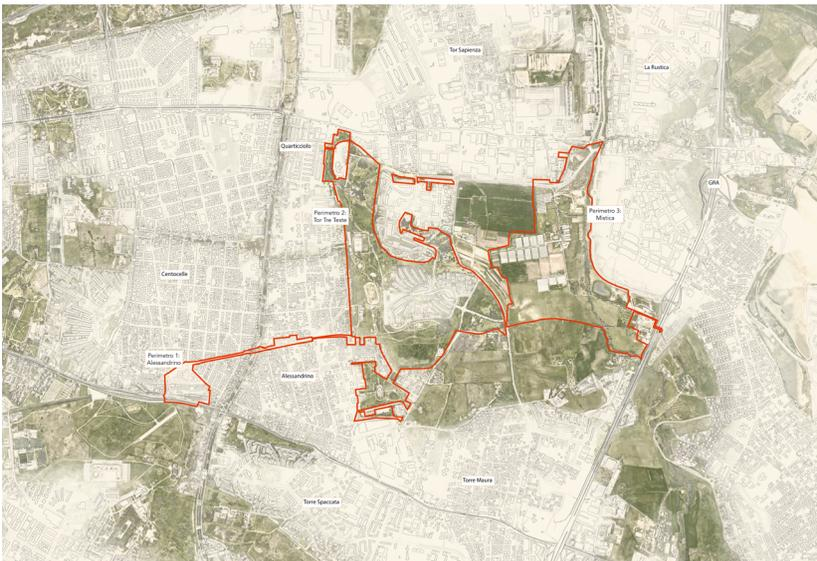 Tor Sapienza
La Rustica
Quarticciolo
GRA
Perimetro 2:
Tor Tre Teste
Perimetro 3:
Mistica
Centocelle
Perimetro 1:
Alessandrino
Alessandrino
Torre Maura
Torre Spaccata